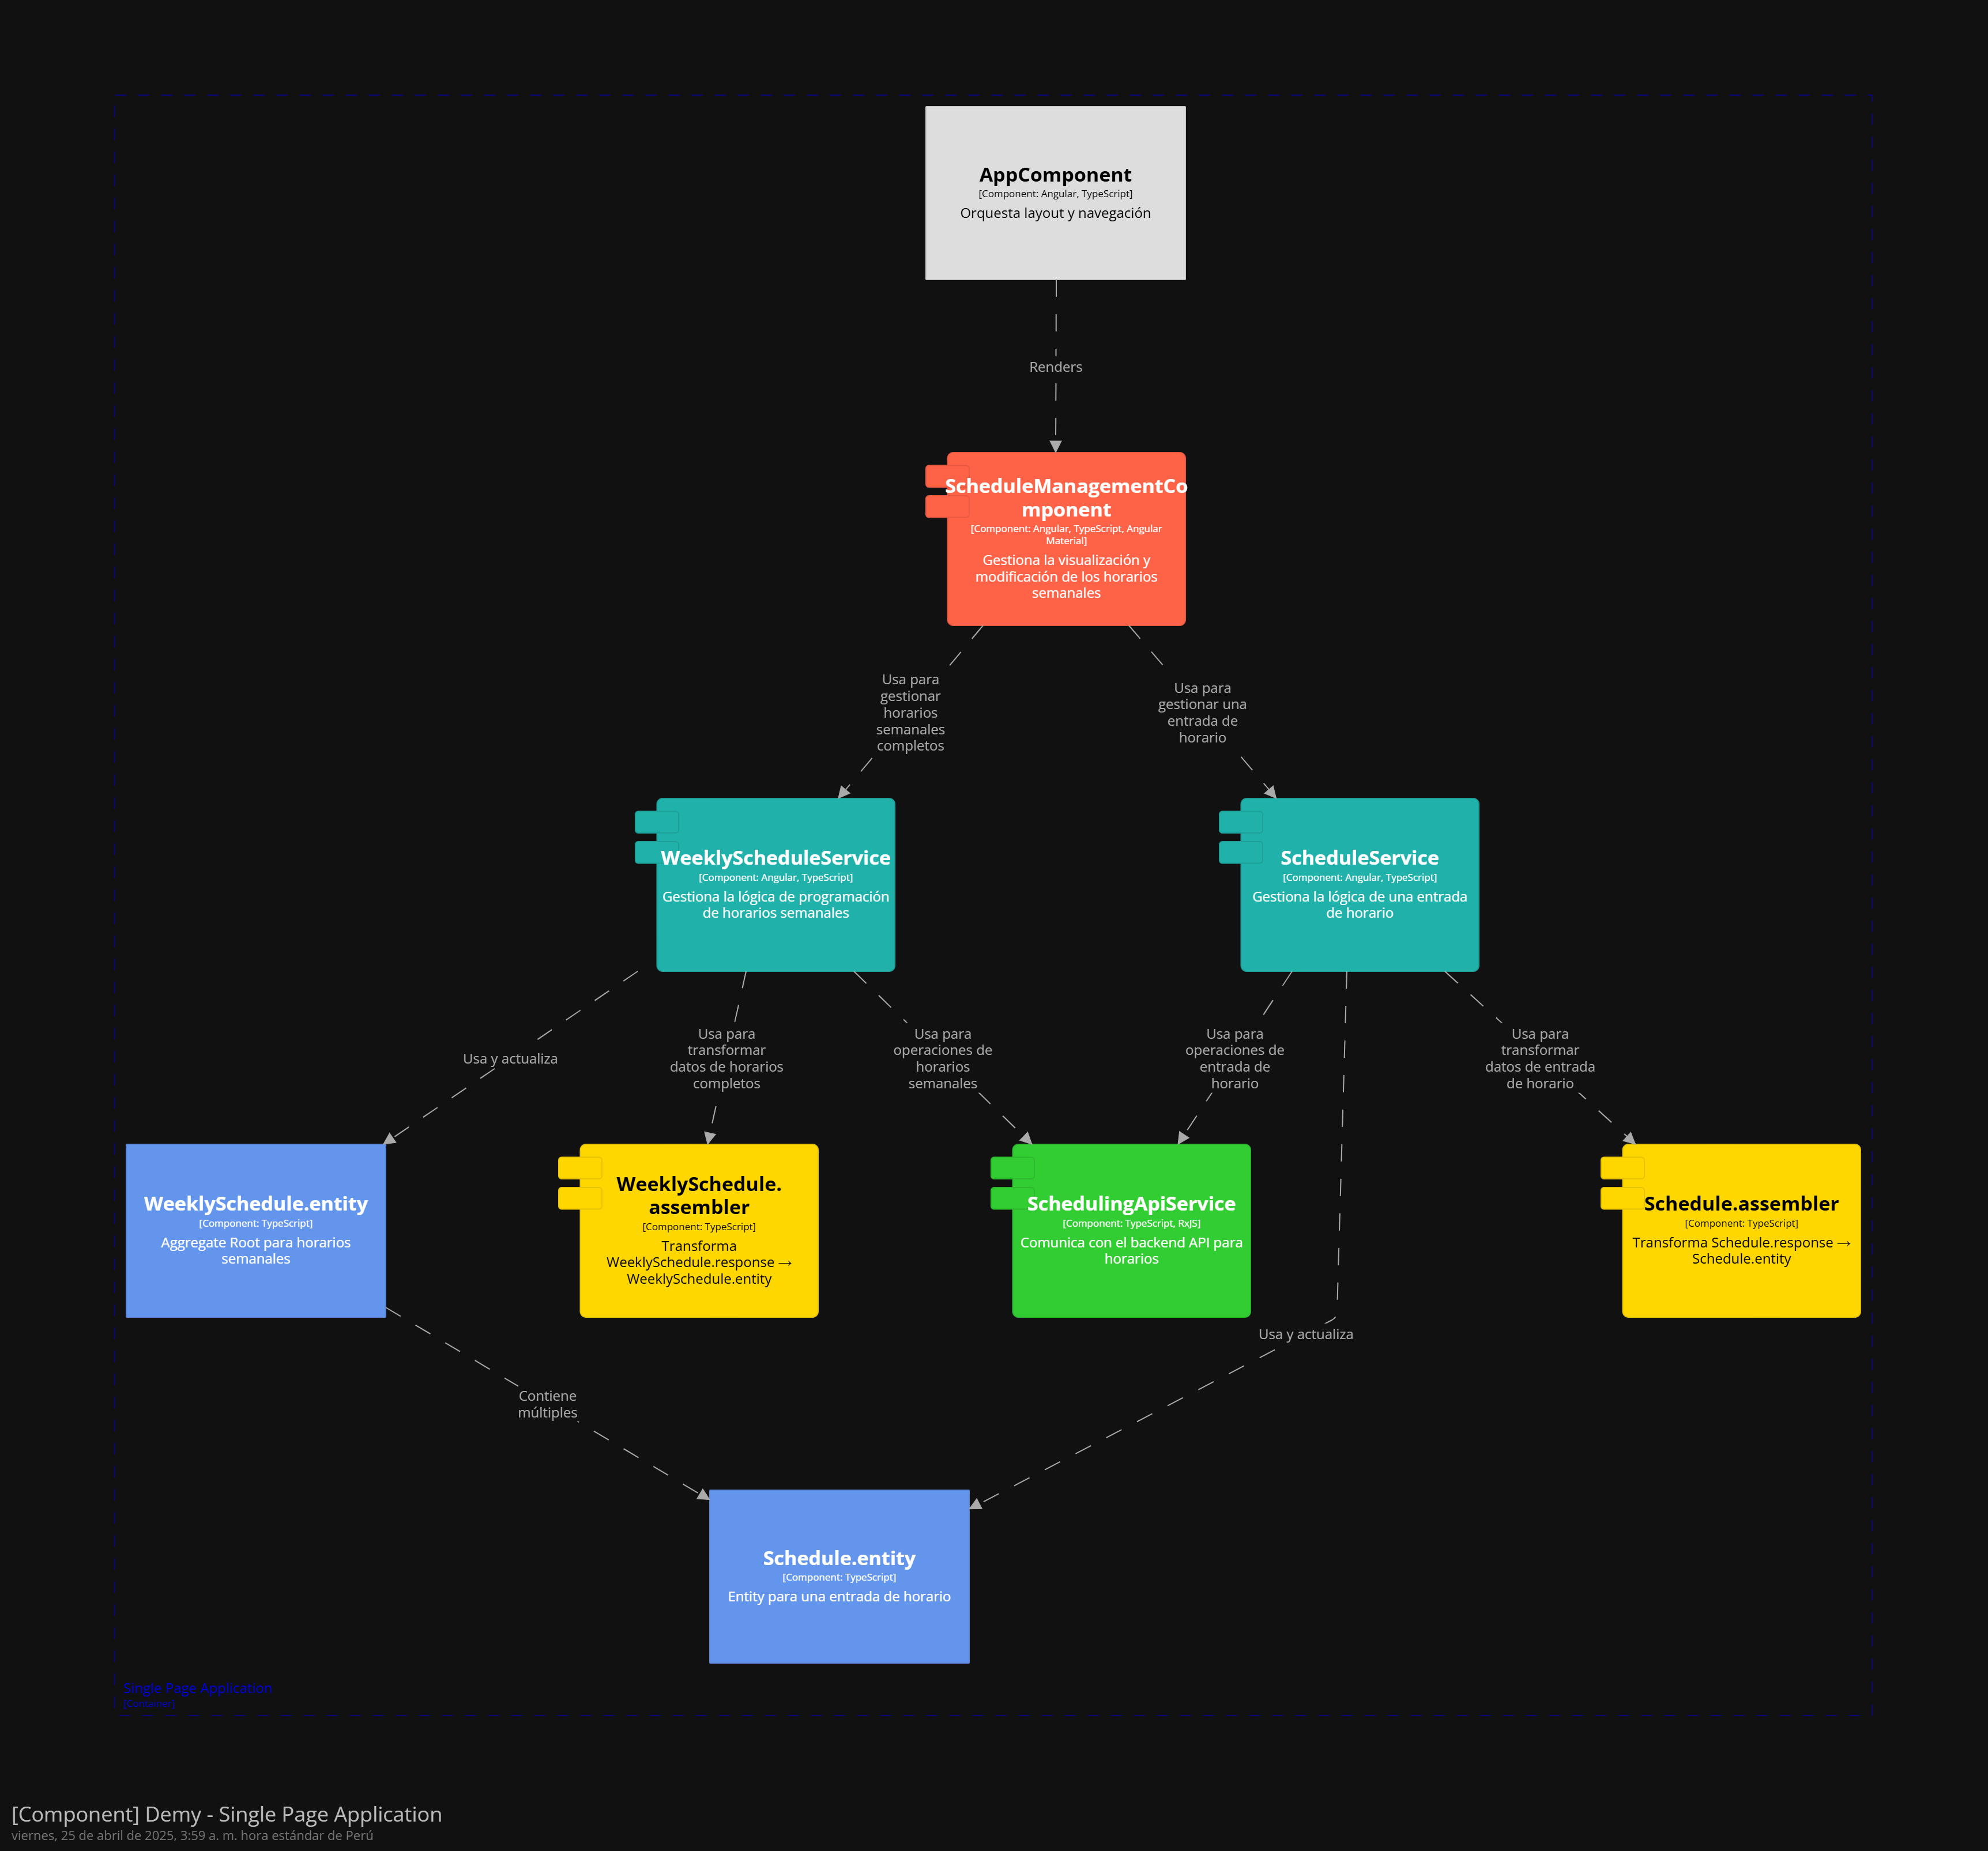 AppComponent
[Component: Angular, TypeScript]
Orquesta layout y navegación
Renders
ScheduleManagementCo
mponent
[Component: Angular, TypeScript, Angular
Material]
Gestiona la visualización y
modificación de los horarios
semanales
Usa para
gestionar
horarios
semanales
completos
Usa para
gestionar una
entrada de
horario
WeeklyScheduleService
[Component: Angular, TypeScript]
Gestiona la lógica de programación
de horarios semanales
ScheduleService
[Component: Angular, TypeScript]
Gestiona la lógica de una entrada
de horario
Usa y actualiza
Usa para
transformar
datos de horarios
completos
Usa para
operaciones de
horarios
semanales
Usa para
operaciones de
entrada de
horario
Usa para
transformar
datos de entrada
de horario
WeeklySchedule.entity
[Component: TypeScript]
Aggregate Root para horarios
semanales
WeeklySchedule.
assembler
[Component: TypeScript]
Transforma
WeeklySchedule.response →
WeeklySchedule.entity
SchedulingApiService
[Component: TypeScript, RxJS]
Comunica con el backend API para
horarios
Schedule.assembler
[Component: TypeScript]
Transforma Schedule.response →
Schedule.entity
Usa y actualiza
Contiene
múltiples
Schedule.entity
[Component: TypeScript]
Entity para una entrada de horario
Single Page Application
[Container]
[Component] Demy - Single Page Application
viernes, 25 de abril de 2025, 3:59 a. m. hora estándar de Perú